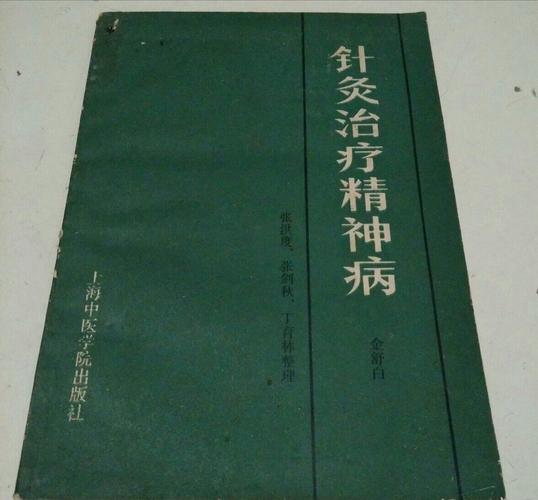 针灸治疗精神病
金舒白
张洪度、张剑秋、丁育林整理
上海中医学院出版社